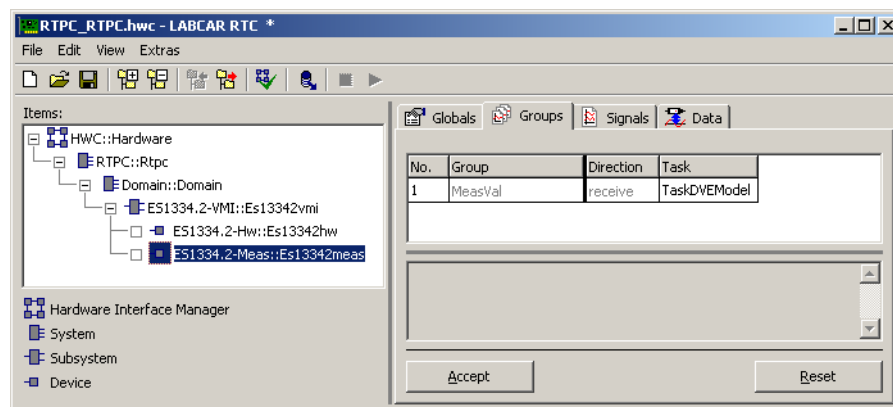 RTPC_RTPC.hwc - LABCAR RTC *
File Edit View Extras
Items:
HWC::Hardware
RTPC::Rtpc
Domain::Domain
ES1334.2-VMI::Es13342vmi
ES1334.2-Hw::Es13342hw
ES1334.2-Meas::Es13342meas
Hardware Interface Manager
System
Subsystem
Device
Globals Groups Signals Data
No. Group Direction Task
1 MeasVal receive TaskDVEModel
Accept Reset